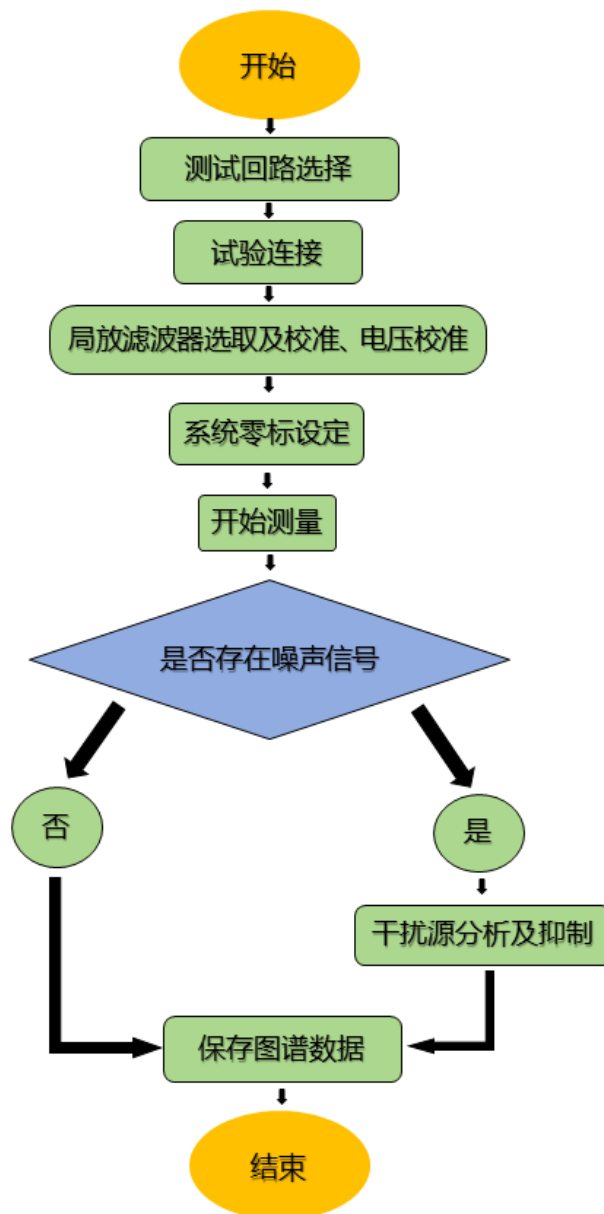 开始
测试回路选择
试验连接
局放滤波器选取及校准、电压校准
系统零标设定
开始测量
是否存在噪声信号
否
是
干扰源分析及抑制
保存图谱数据
结束